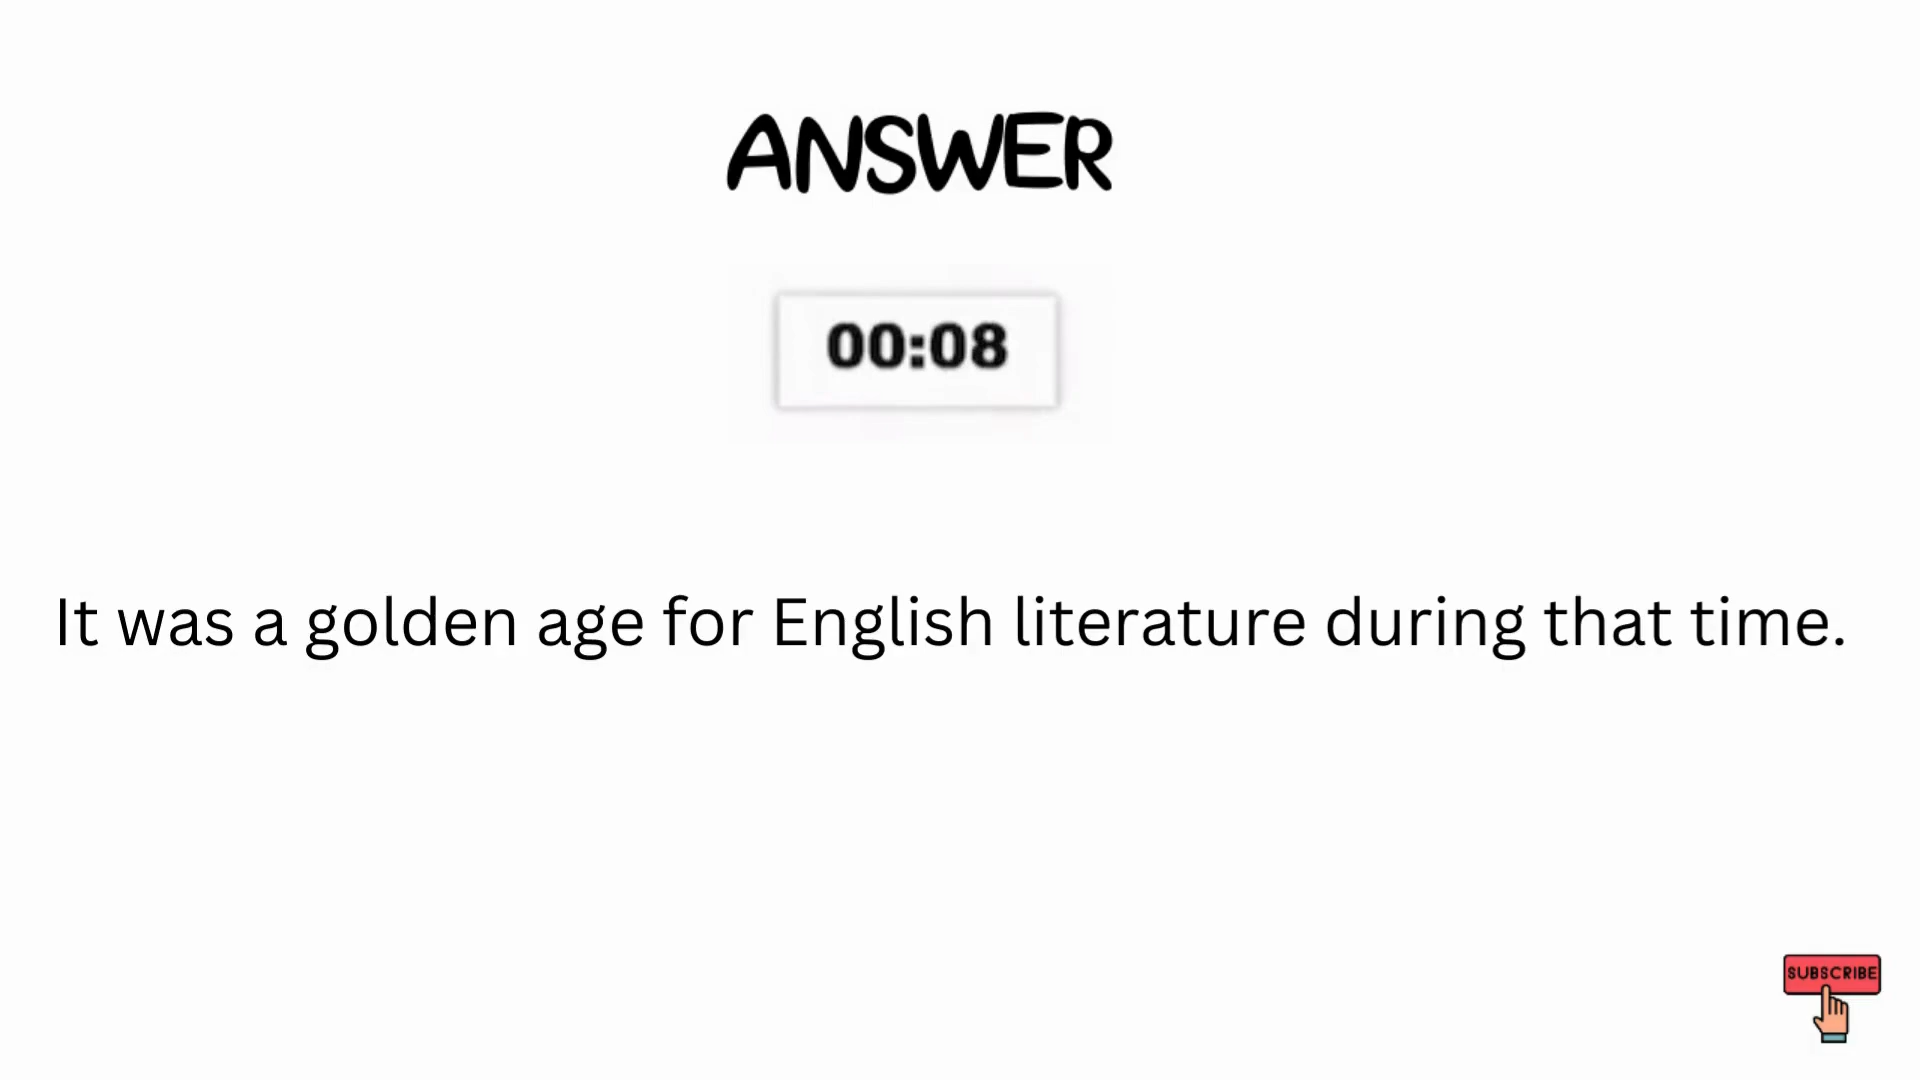 ANSWER
00:08
It was a golden age for English literature during that time.
SUBSCRIBE